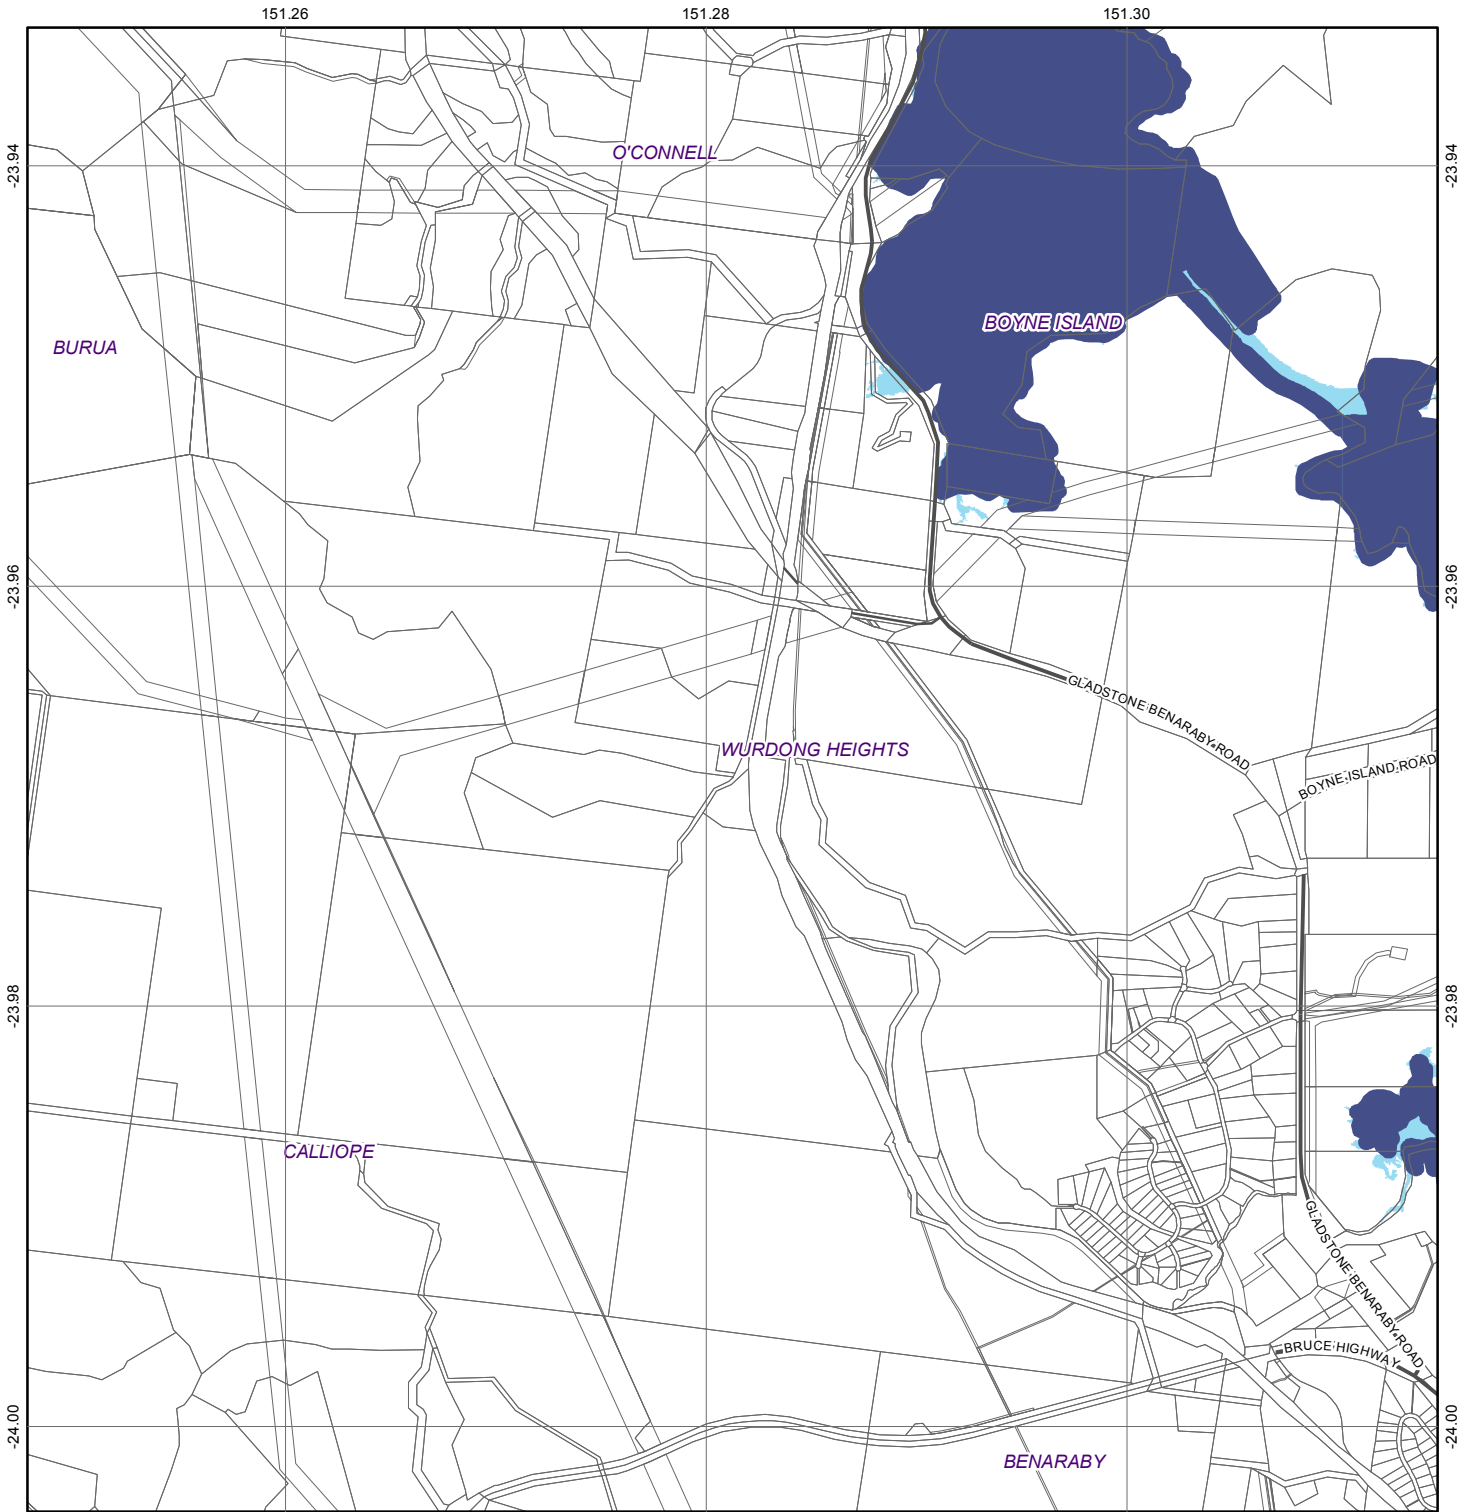 151.26
151.28
151.30
-23.94
O'CONNELL
-23.94
BOYNE ISLAND
BURUA
-23.96
-23.96
GLADSTONE BENARABY ROAD
WURDONG HEIGHTS
BOYNE ISLAND ROAD
-23.98
-23.98
CALLIOPE
GLADSTONE BENARABY ROAD
BRUCE HIGHWAY
-24.00
-24.00
BENARABY